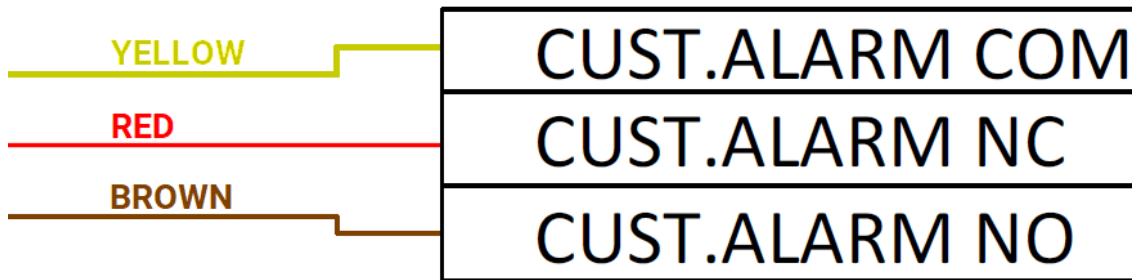 YELLOW
CUST.ALARM COM
RED
CUST.ALARM NC
BROWN
CUST.ALARM NO